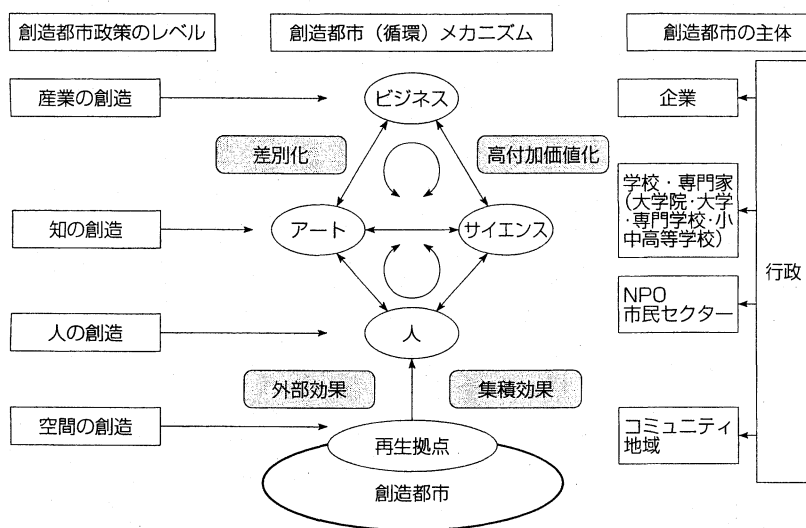 創造都市政策のレベル
創造都市（循環）メカニズム
創造都市の主体
産業の創造
ビジネス
企業
差別化
高付加価値化
学校・専門家
（大学院・大学
・専門学校・小
中高等学校）
知の創造
アート
サイエンス
行政
NPO
市民セクター
人の創造
人
外部効果
集積効果
空間の創造
再生拠点
コミュニティ
地域
創造都市